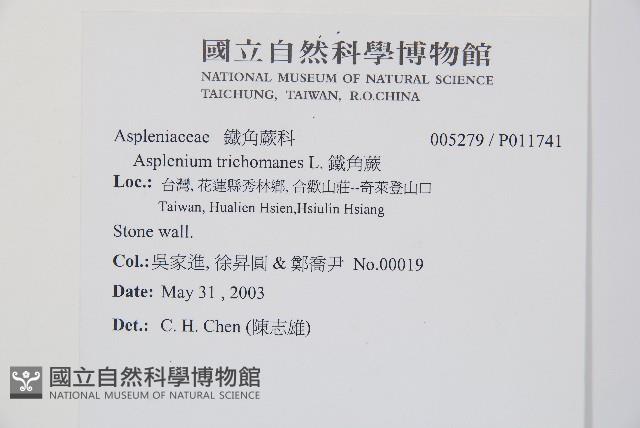 國立自然科學博物館
NATIONAL MUSEUM OF NATURAL SCIENCE
TAICHUNG, TAIWAN, R.O.CHINA
Aspleniaceae 鐵角蕨科 005279 / P011741
Asplenium trichomanes L. 鐵角蕨
Loc.: 台灣, 花蓮縣秀林鄉, 合歡山莊--奇萊登山口
Taiwan, Hualien Hsien,Hsiulin Hsiang
Stone wall.
Col.: 吳家進, 徐昇圓 & 鄭喬尹 No.00019
Date: May 31 , 2003
Det.: C. H. Chen (陳志雄)
國立自然科學博物館
NATIONAL MUSEUM OF NATURAL SCIENCE